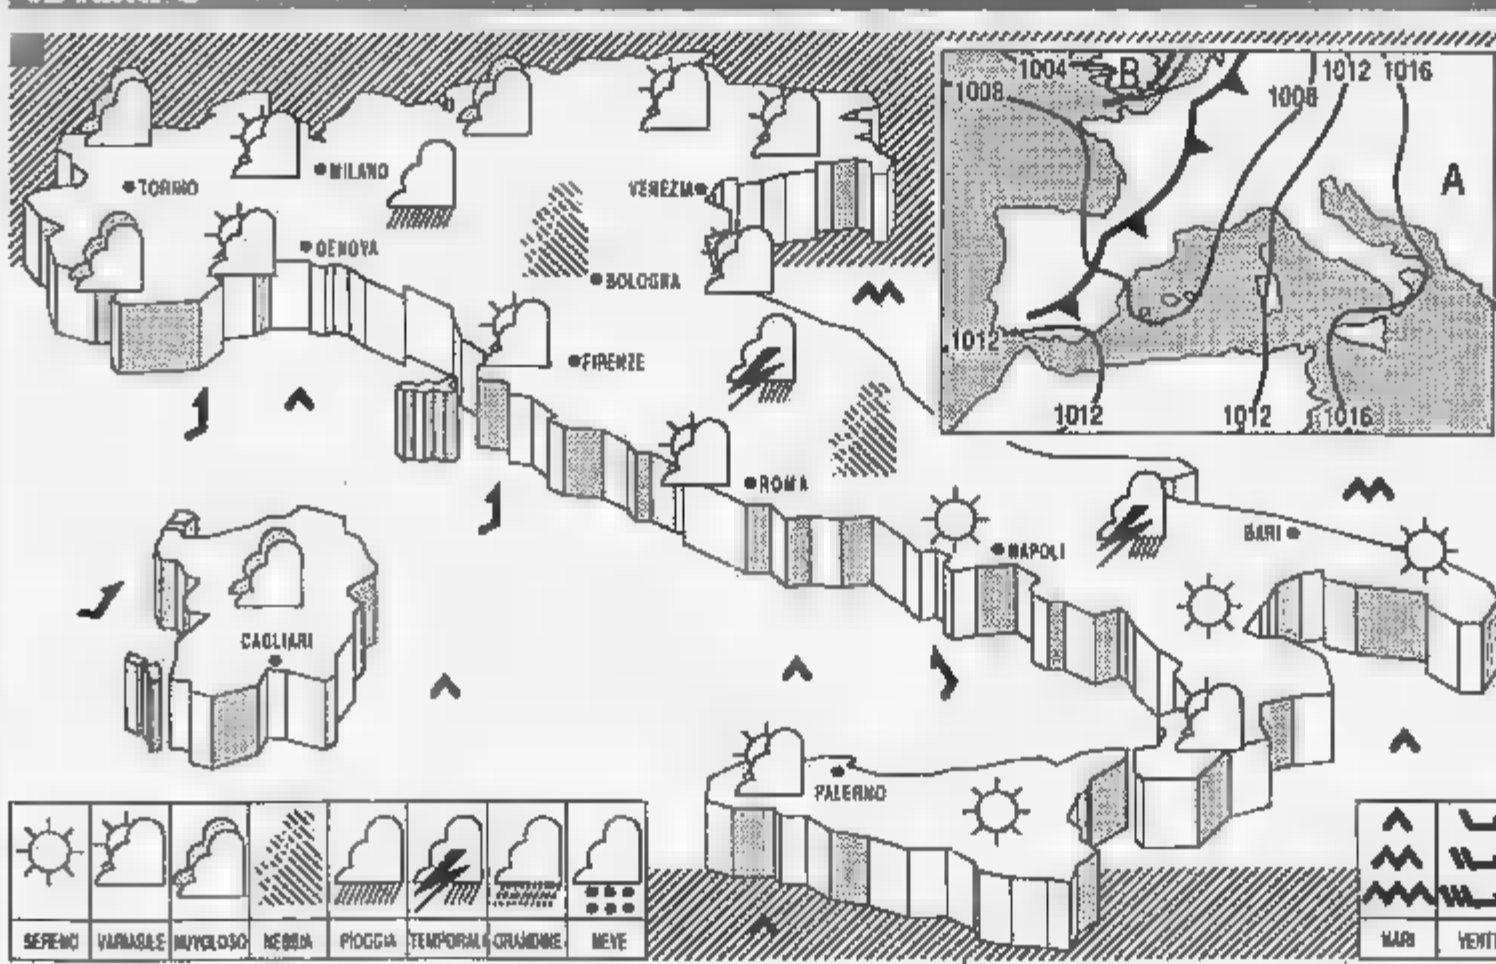 1004
B
1012
1016
1008
1008
A
MILANO
TORINO
VENEZIA
GENOVA
BOLOGNA
1012
FIRENZE
1012
1012
1016
ROMA
BARI
NAPOLI
CAGLIARI
PALERMO
SERENO
VARIABILE
NUVOLOSO
NEBBIA
PIOGGIA
TEMPORALE
GRANDINE
NEVE
MARI
VENTI